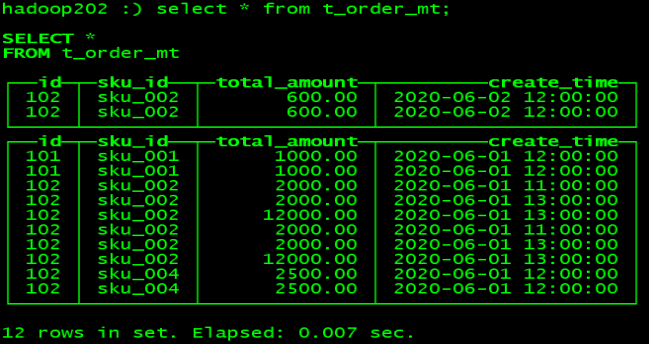 hadoop202 :) select * from t_order_mt;
SELECT *
FROM t_order_mt
id sku_id total_amount create_time
102 sku_002 600.00 2020-06-02 12:00:00
102 sku_002 600.00 2020-06-02 12:00:00
id sku_id total_amount create_time
101 sku_001 1000.00 2020-06-01 12:00:00
101 sku_001 1000.00 2020-06-01 12:00:00
102 sku_002 2000.00 2020-06-01 11:00:00
102 sku_002 2000.00 2020-06-01 13:00:00
102 sku_002 12000.00 2020-06-01 13:00:00
102 sku_002 2000.00 2020-06-01 11:00:00
102 sku_002 2000.00 2020-06-01 13:00:00
102 sku_002 12000.00 2020-06-01 13:00:00
102 sku_004 2500.00 2020-06-01 12:00:00
102 sku_004 2500.00 2020-06-01 12:00:00
12 rows in set. Elapsed: 0.007 sec.